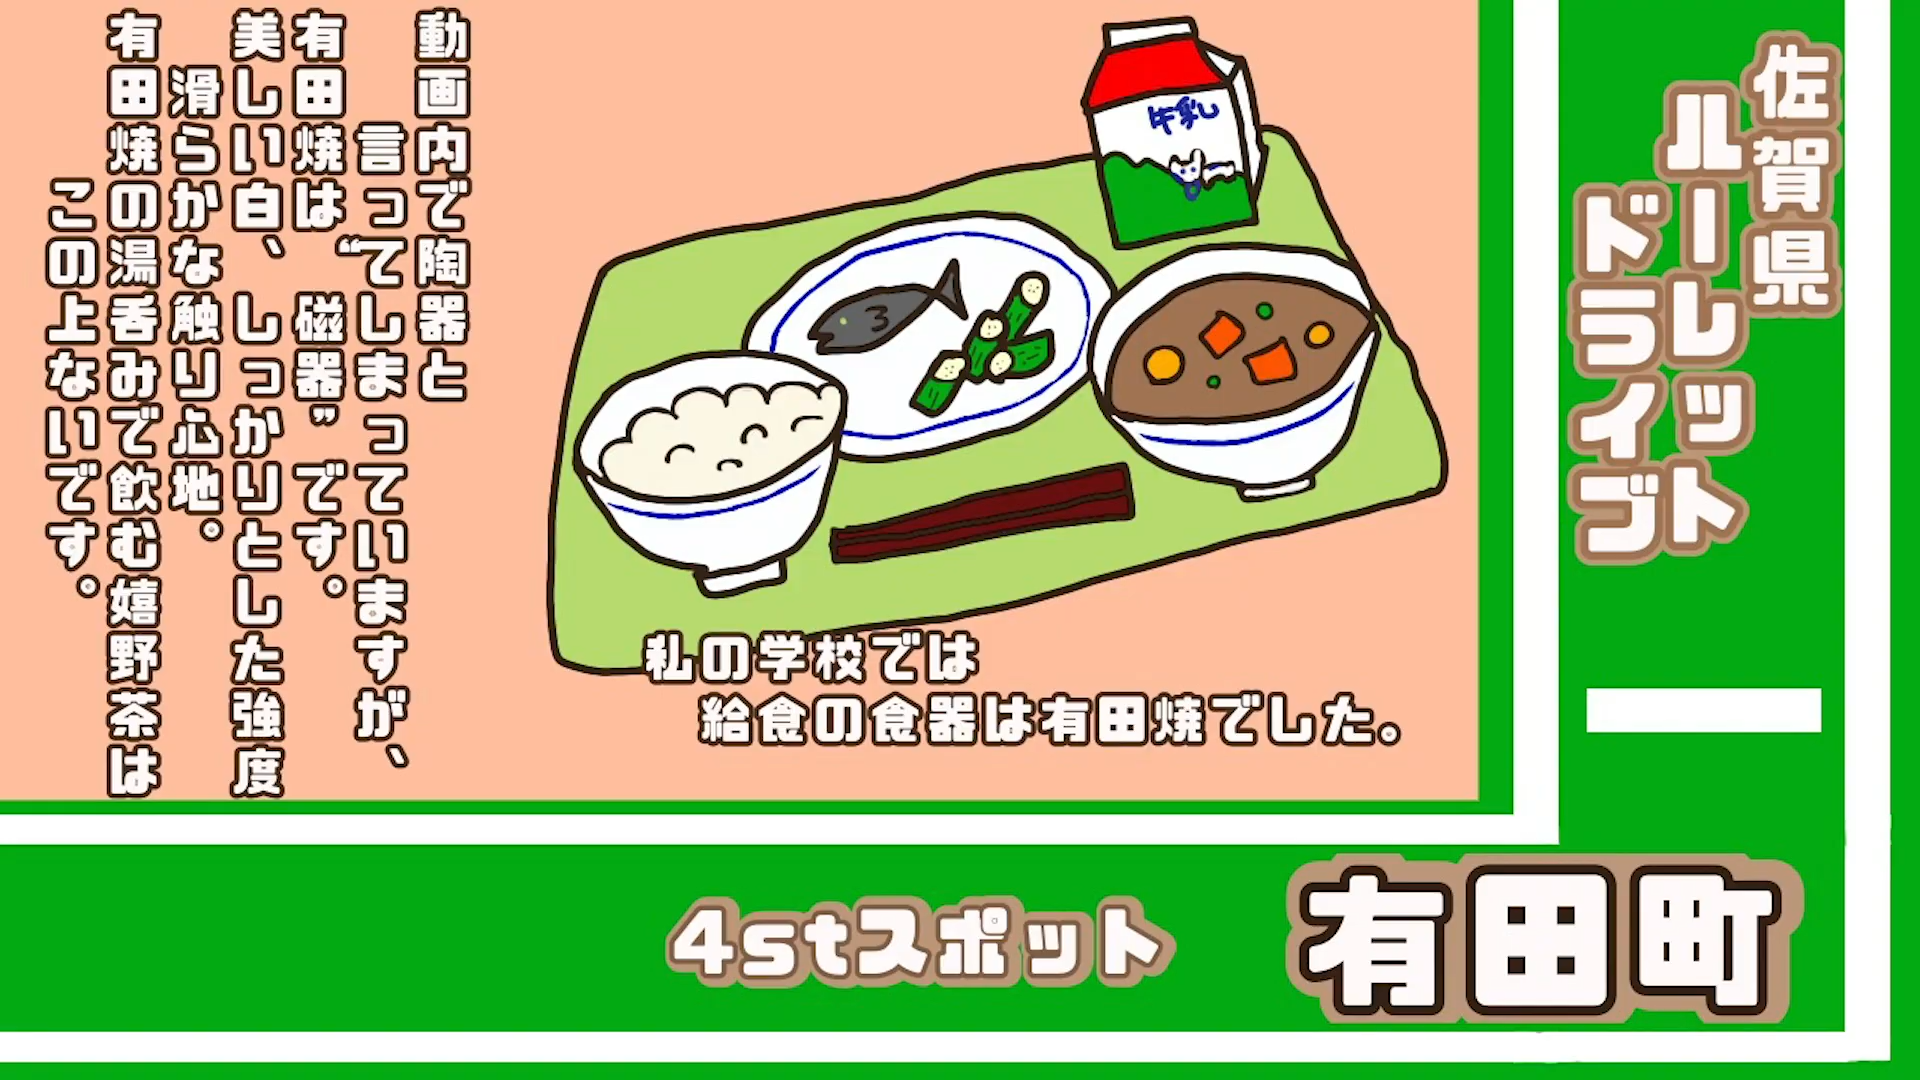 佐賀県
ルーレット
ドライブ
動画内で陶器と
言ってしまっていますが、
有田焼は“磁器”です。
美しい白、しっかりとした強度
滑らかな触り心地。
有田焼の湯呑みで飲む嬉野茶は
この上ないです。
牛乳
私の学校では
給食の食器は有田焼でした。
4stスポット
有田町